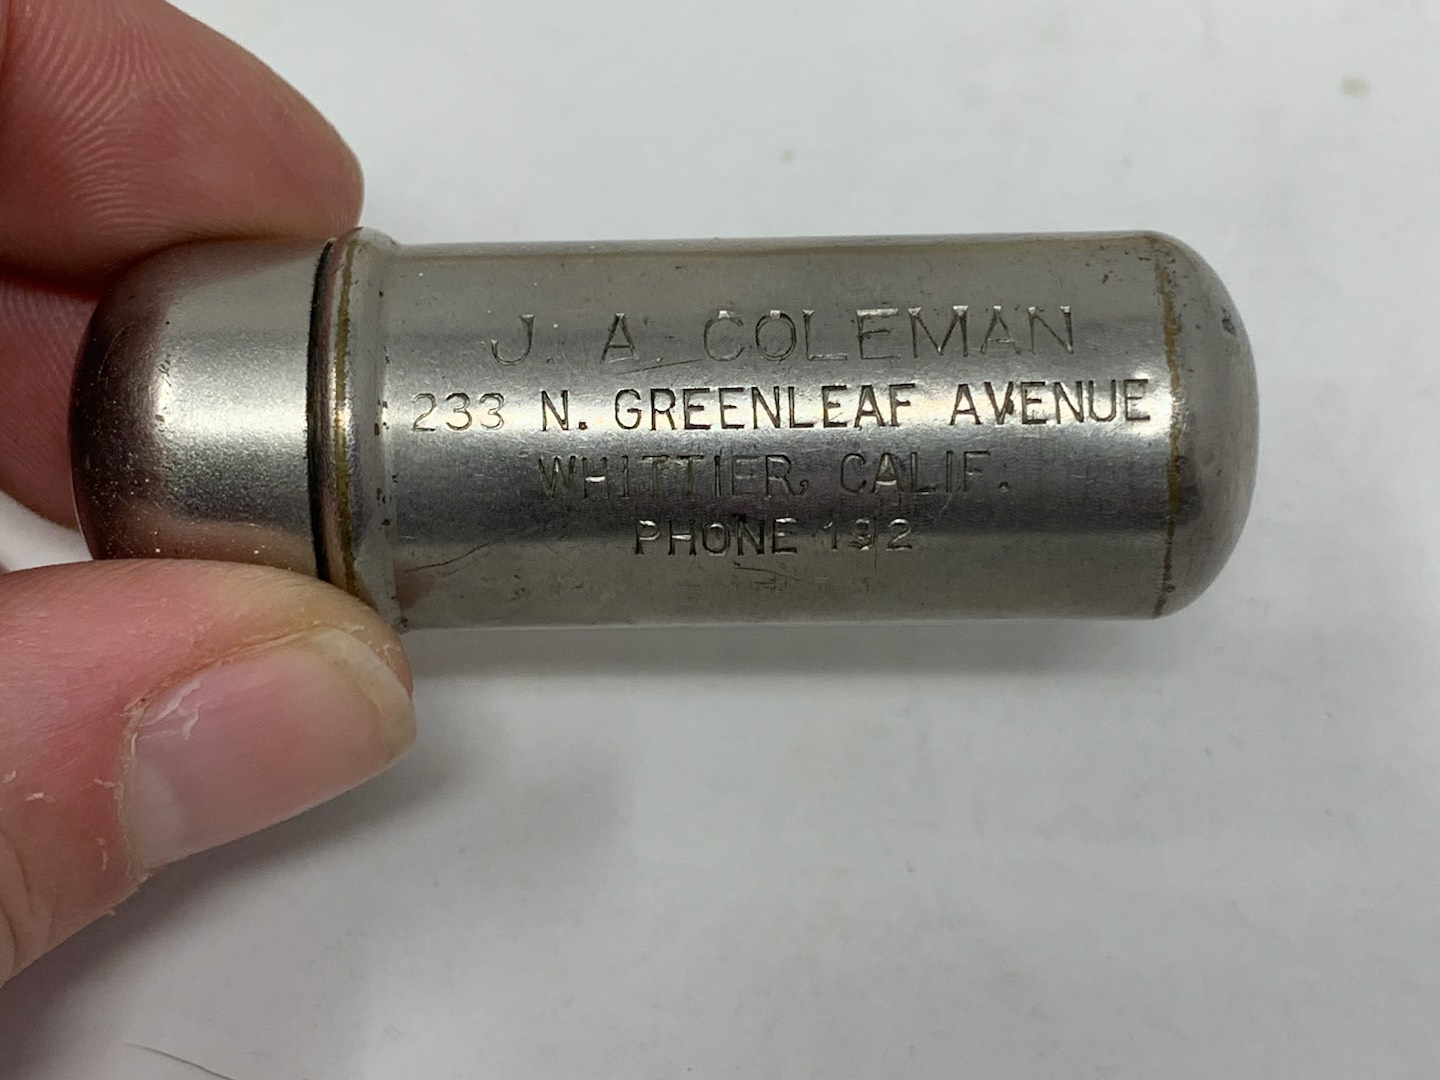 J. A. COLEMAN
233 N. GREENLEAF AVENUE
WHITTIER, CALIF.
PHONE 192